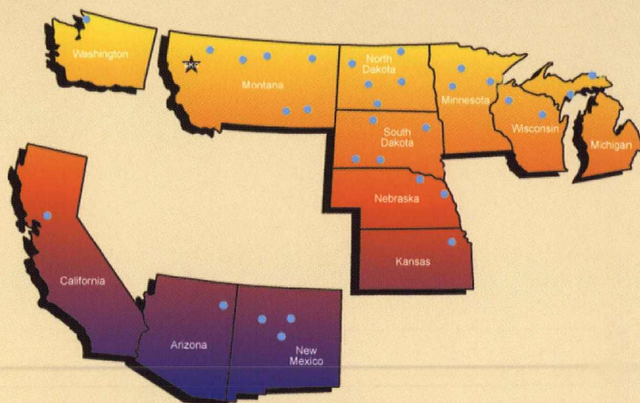 Washington
Montana
North
Dakota
Minnesota
Wisconsin
Michigan
South
Dakota
Nebraska
Kansas
California
Arizona
New
Mexico